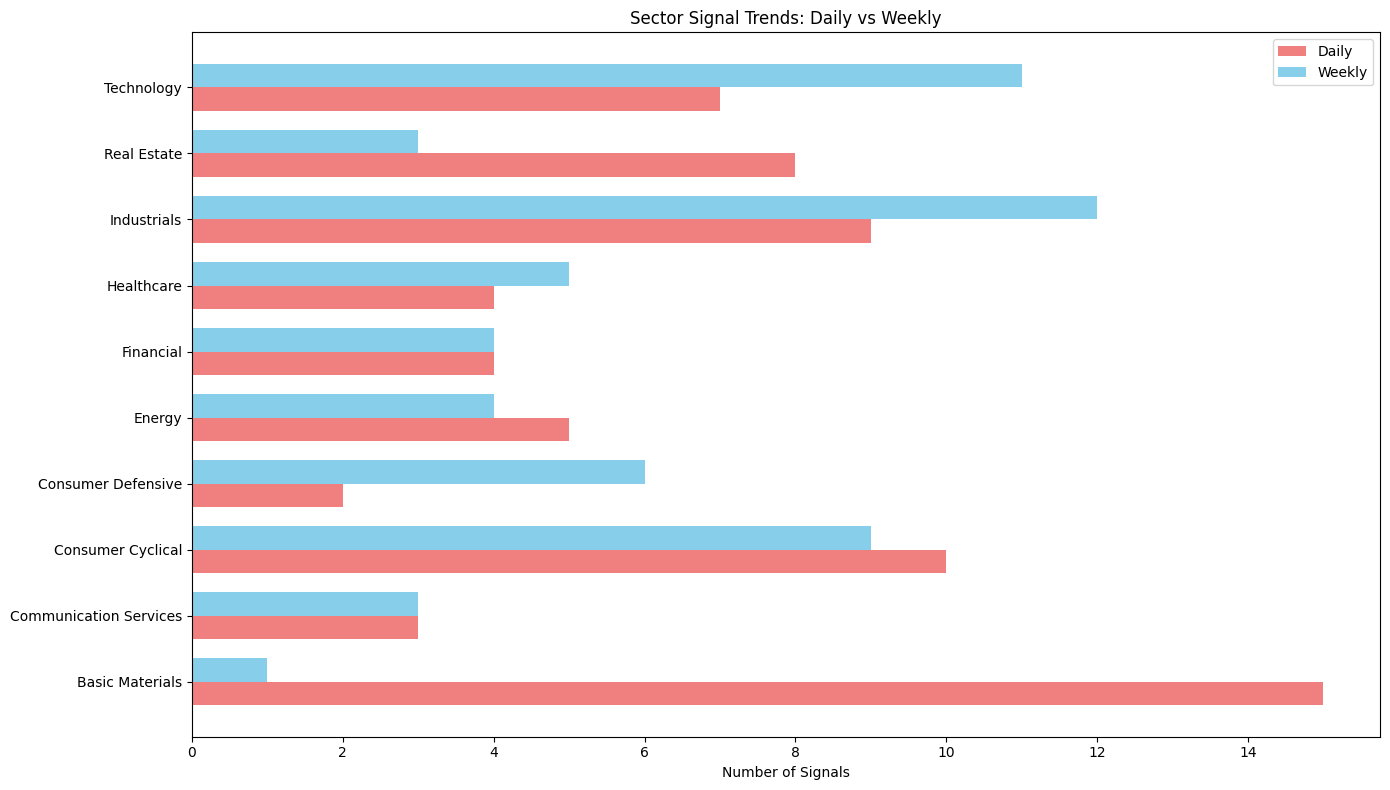 Sector Signal Trends: Daily vs Weekly
Daily
Weekly
Technology
Real Estate
Industrials
Healthcare
Financial
Energy
Consumer Defensive
Consumer Cyclical
Communication Services
Basic Materials
0 2 4 6 8 10 12 14
Number of Signals